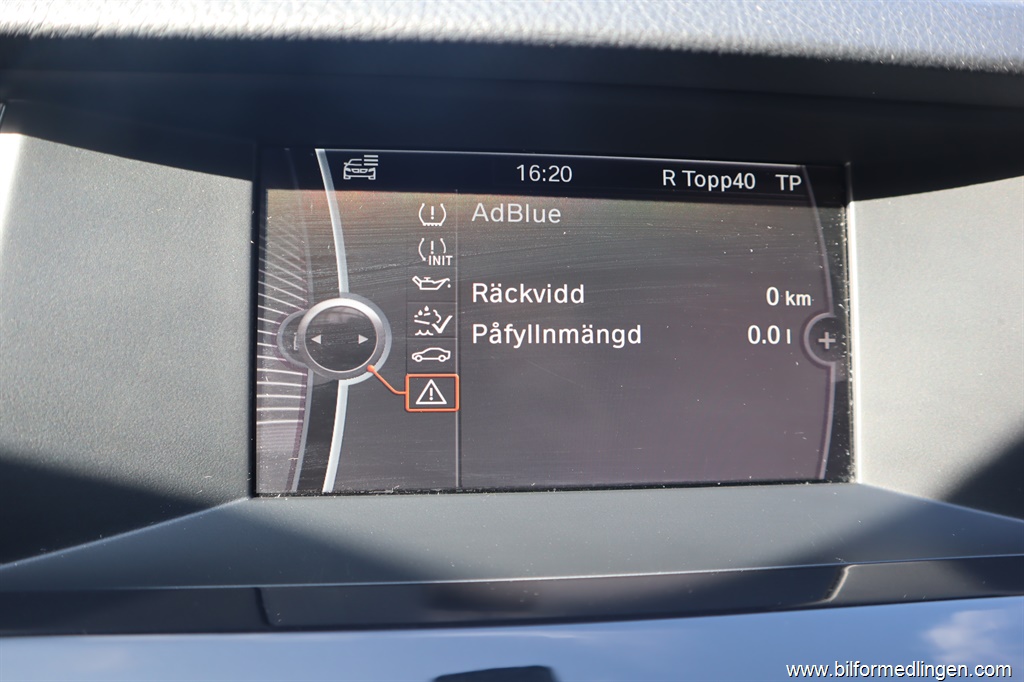 16:20 R Topp40 TP
AdBlue
INIT
Räckvidd 0 km
Påfyllnmängd 0.0 l
www.bilformedlingen.com